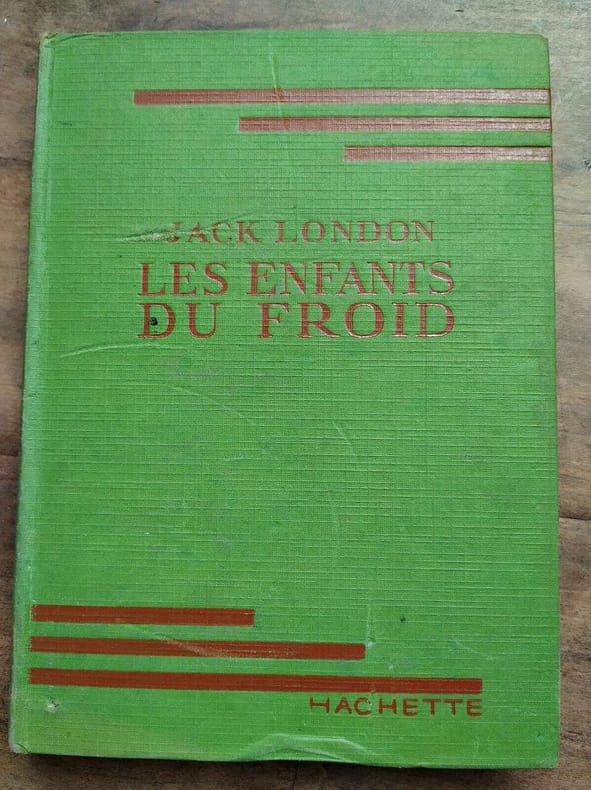 JACK LONDON
LES ENFANTS
DU FROID
HACHETTE